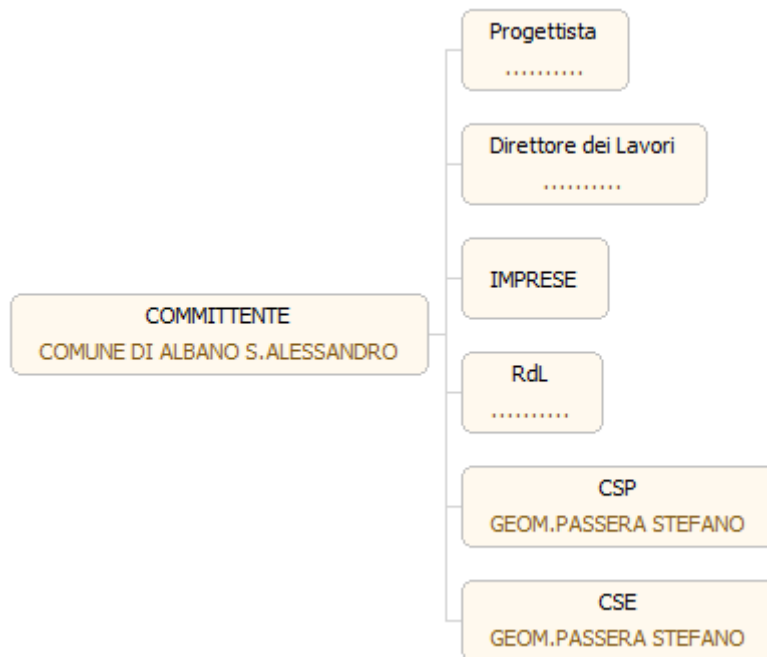 Progettista
..........
Direttore dei Lavori
..........
IMPRESE
COMMITTENTE
COMUNE DI ALBANO S.ALESSANDRO
RdL
..........
CSP
GEOM.PASSERA STEFANO
CSE
GEOM.PASSERA STEFANO